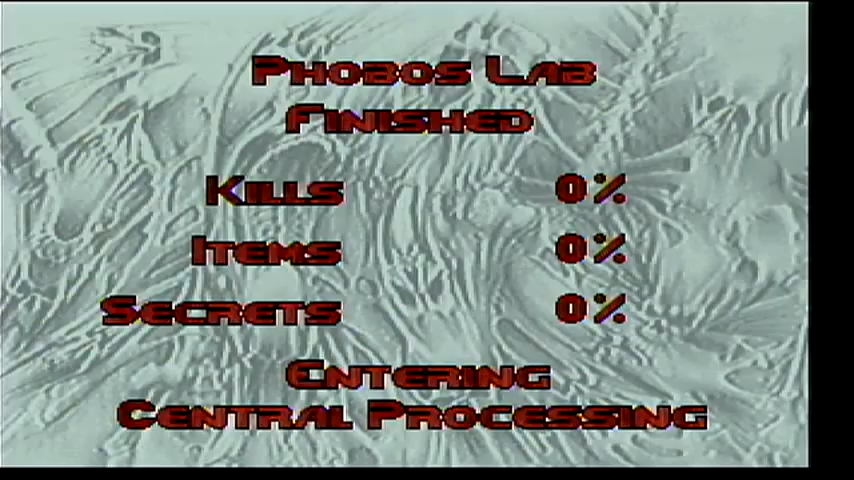 Phobos Lab
Finished
Kills 0%
Items 0%
Secrets 0%
Entering
Central Processing